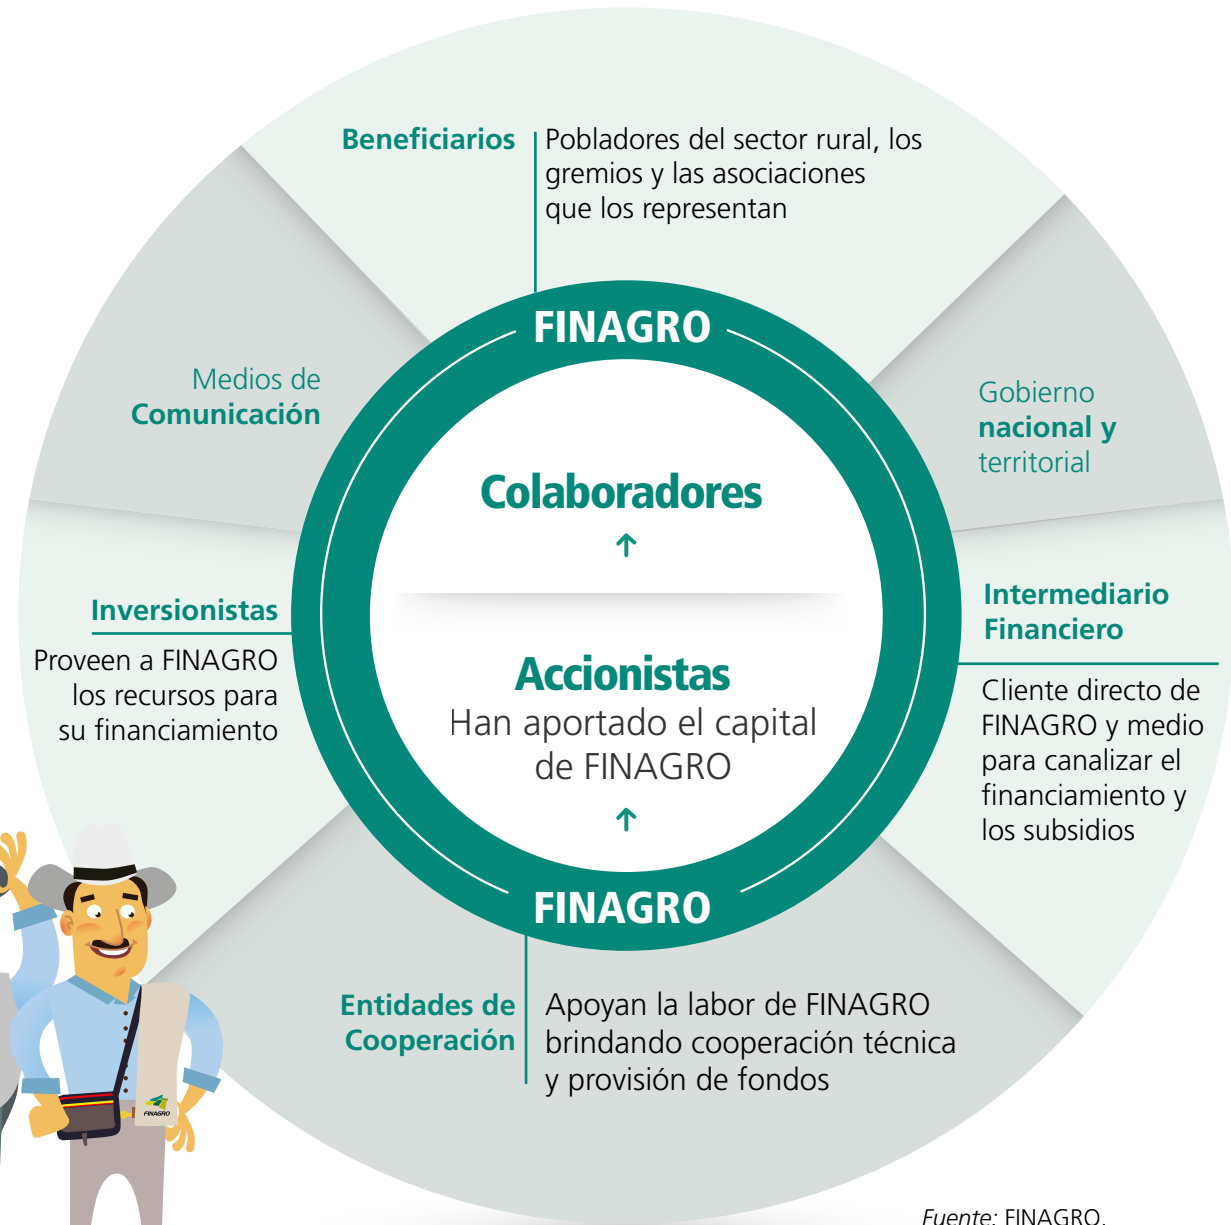 Beneficiarios
Pobladores del sector rural, los
gremios y las asociaciones
que los representan
FINAGRO
Medios de
Comunicación
Gobierno
nacional y
territorial
Colaboradores
↑
Inversionistas
Proveen a FINAGRO
los recursos para
su financiamiento
Accionistas
Han aportado el capital
de FINAGRO
↑
Intermediario
Financiero
Cliente directo de
FINAGRO y medio
para canalizar el
financiamiento y
los subsidios
FINAGRO
Entidades de
Cooperación
Apoyan la labor de FINAGRO
brindando cooperación técnica
y provisión de fondos
FINAGRO
Fuente: FINAGRO.